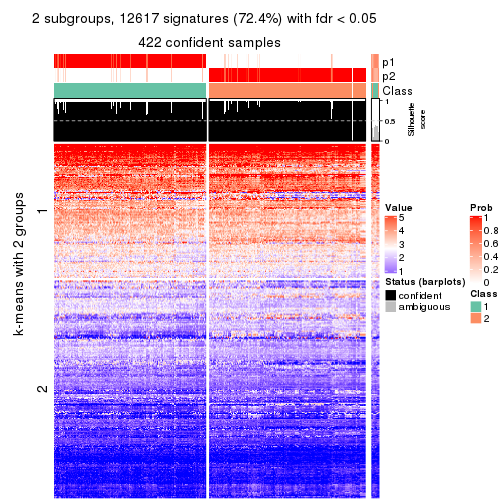 2 subgroups, 12617 signatures (72.4%) with fdr < 0.05
422 confident samples
p1
p2
Class
1
0.5
0
Silhouette
score
k-means with 2 groups
1
2
Value
5
4
3
2
1
Prob
1
0.8
0.6
0.4
0.2
0
Status (barplots)
confident
ambiguous
Class
1
2